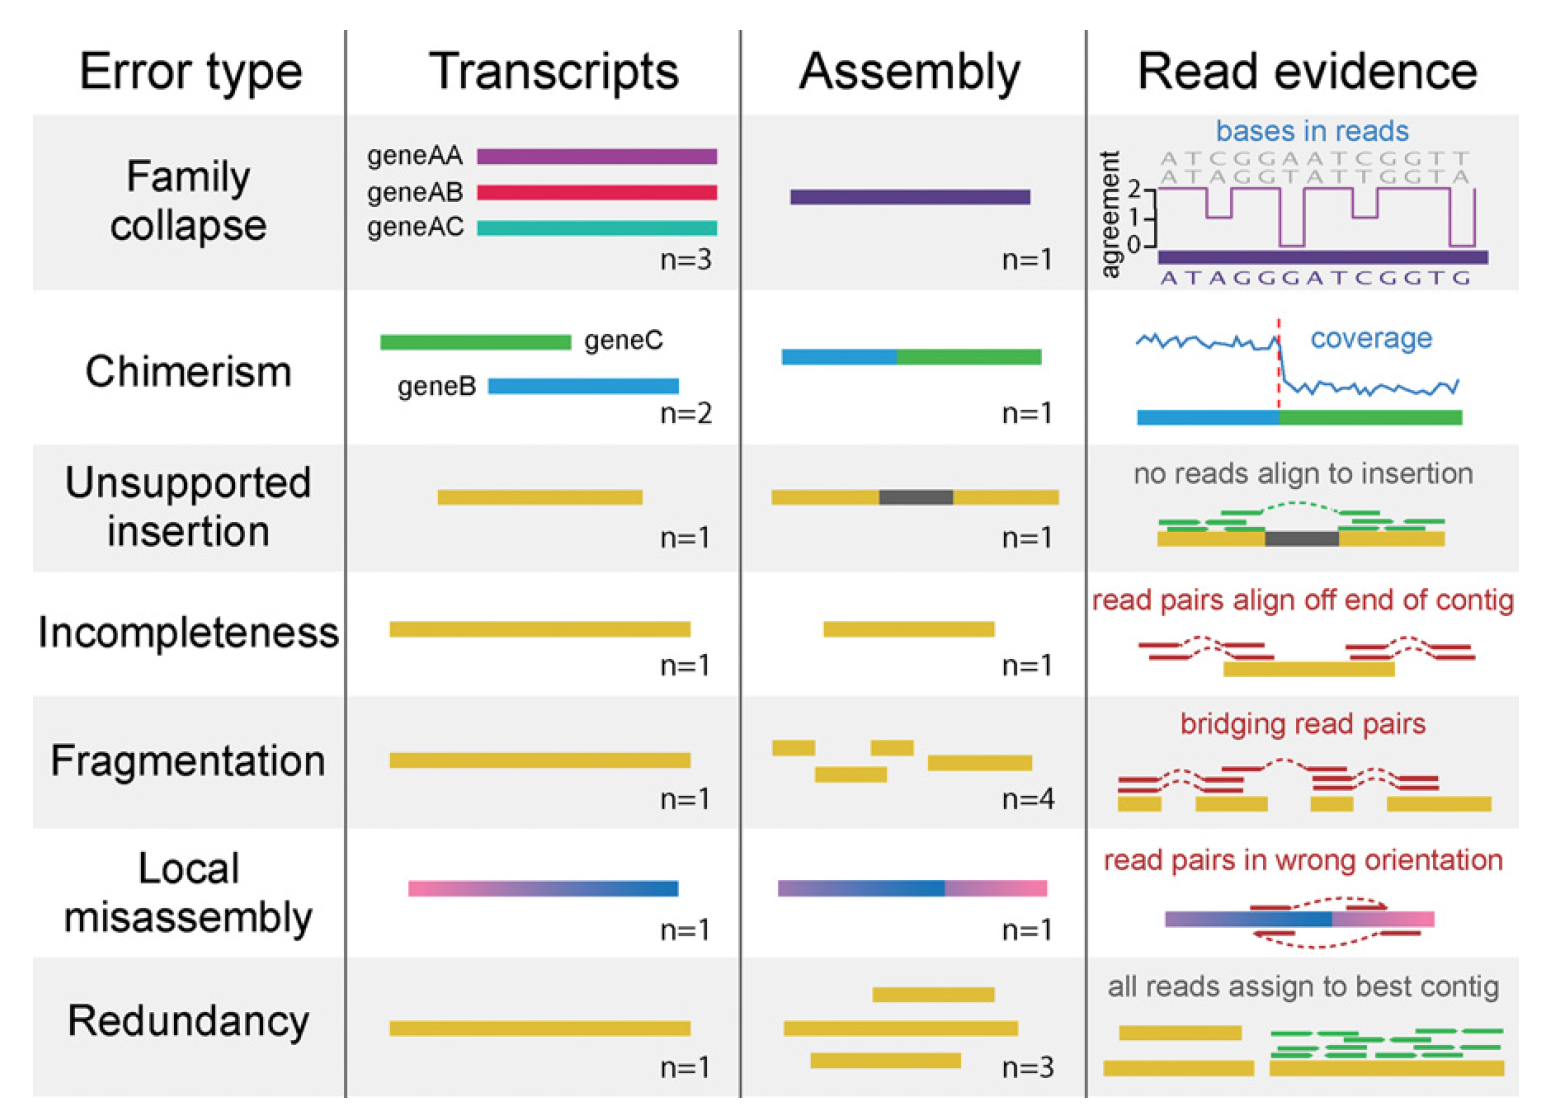 Error type
Transcripts
Assembly
Read evidence
Family
collapse
geneAA
geneAB
geneAC
n=3
n=1
bases in reads
ATCGGAATCGGTT
ATAGGTATTGGTA
agreement
2
1
0
ATAGGGATCGGTG
Chimerism
geneC
geneB
n=2
n=1
coverage
Unsupported
insertion
n=1
n=1
no reads align to insertion
Incompleteness
n=1
n=1
read pairs align off end of contig
Fragmentation
n=1
n=4
bridging read pairs
Local
misassembly
n=1
n=1
read pairs in wrong orientation
Redundancy
n=1
n=3
all reads assign to best contig